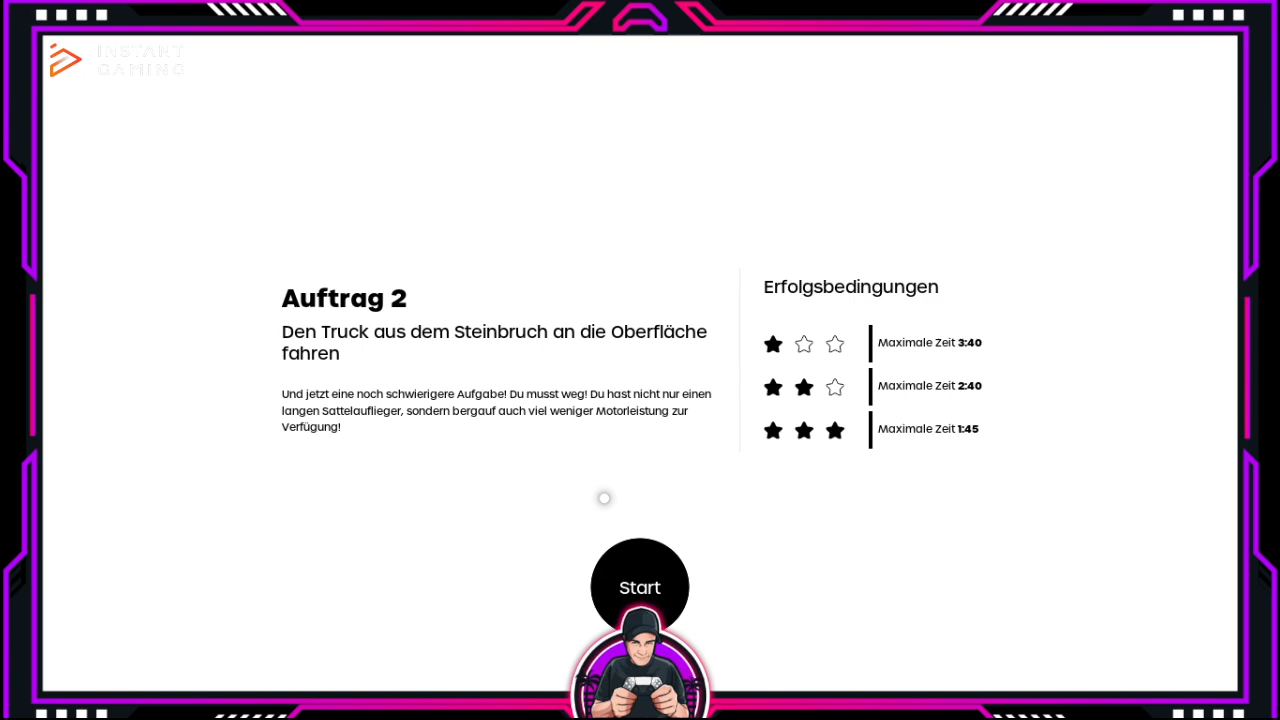 INSTANT
GAMING
Auftrag 2
Den Truck aus dem Steinbruch an die Oberfläche
fahren
Und jetzt eine noch schwierigere Aufgabe! Du musst weg! Du hast nicht nur einen
langen Sattelauflieger, sondern bergauf auch viel weniger Motorleistung zur
Verfügung!
Erfolgsbedingungen
Maximale Zeit 3:40
Maximale Zeit 2:40
Maximale Zeit 1:45
Start